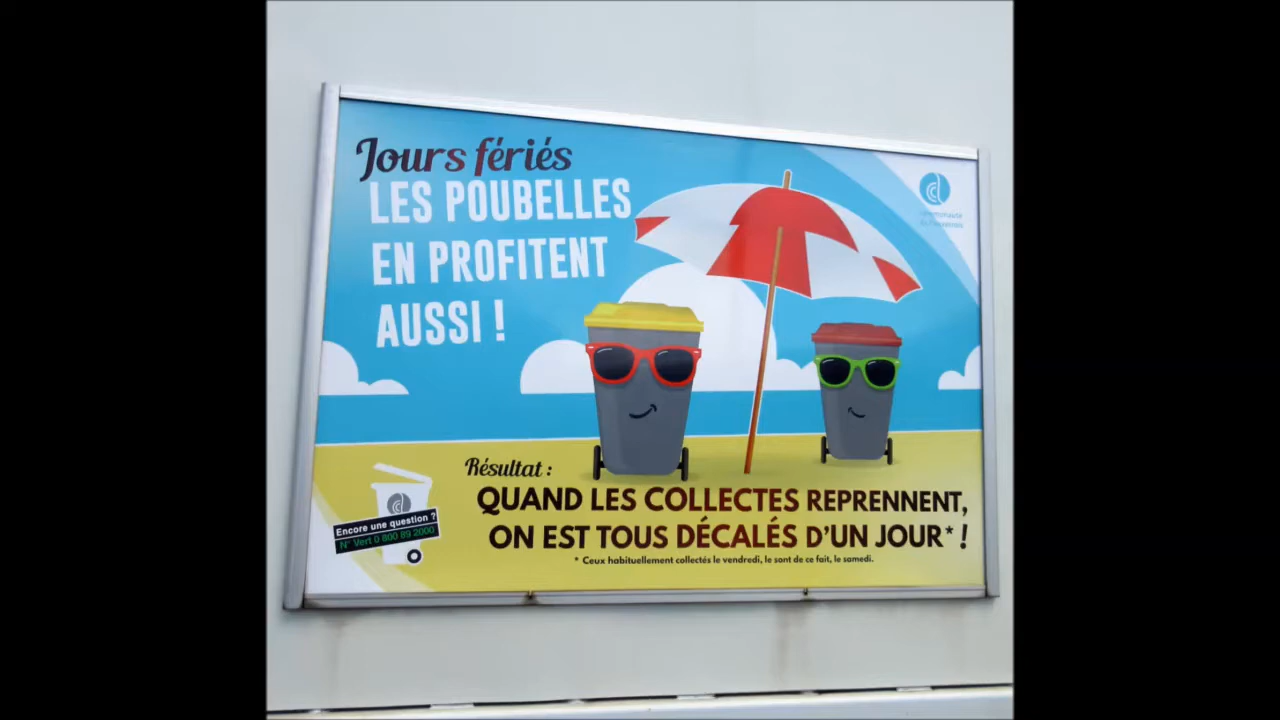 Jours fériés
LES POUBELLES
EN PROFITENT
AUSSI !
Résultat :
QUAND LES COLLECTES REPRENNENT,
ON EST TOUS DÉCALÉS D'UN JOUR* !
* Ceux habituellement collectés le vendredi, le sont de ce fait, le samedi.
Encore une question ?
N° Vert 0 800 89 2000